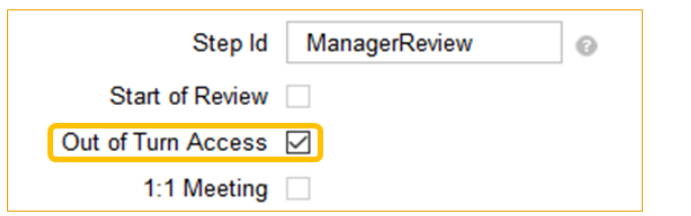 Step Id ManagerReview ?
Start of Review
Out of Turn Access
1:1 Meeting